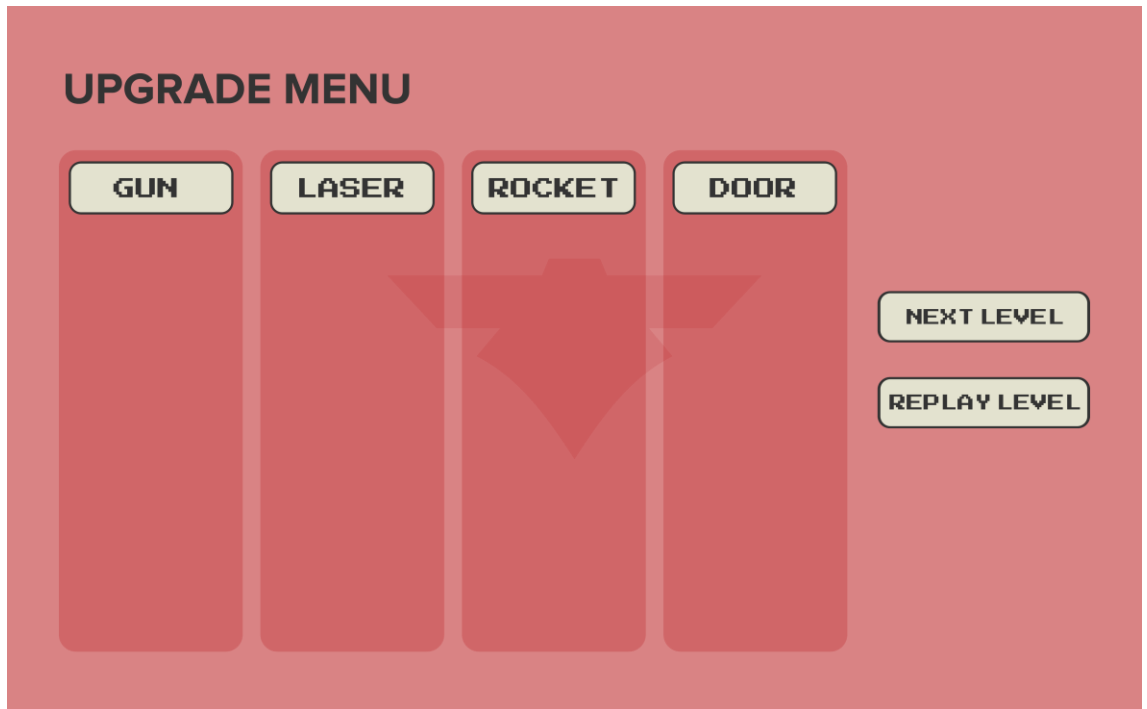 UPGRADE MENU
GUN
LASER
ROCKET
DOOR
NEXT LEVEL
REPLAY LEVEL